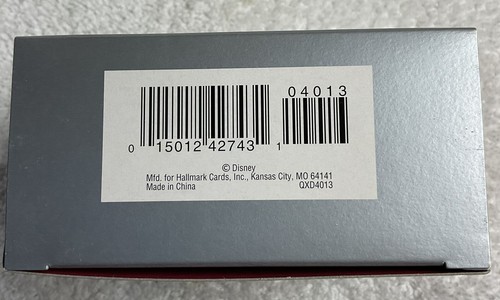 04013
0 15012 42743 1
© Disney
Mfd. for Hallmark Cards, Inc., Kansas City, MO 64141
Made in China QXD4013